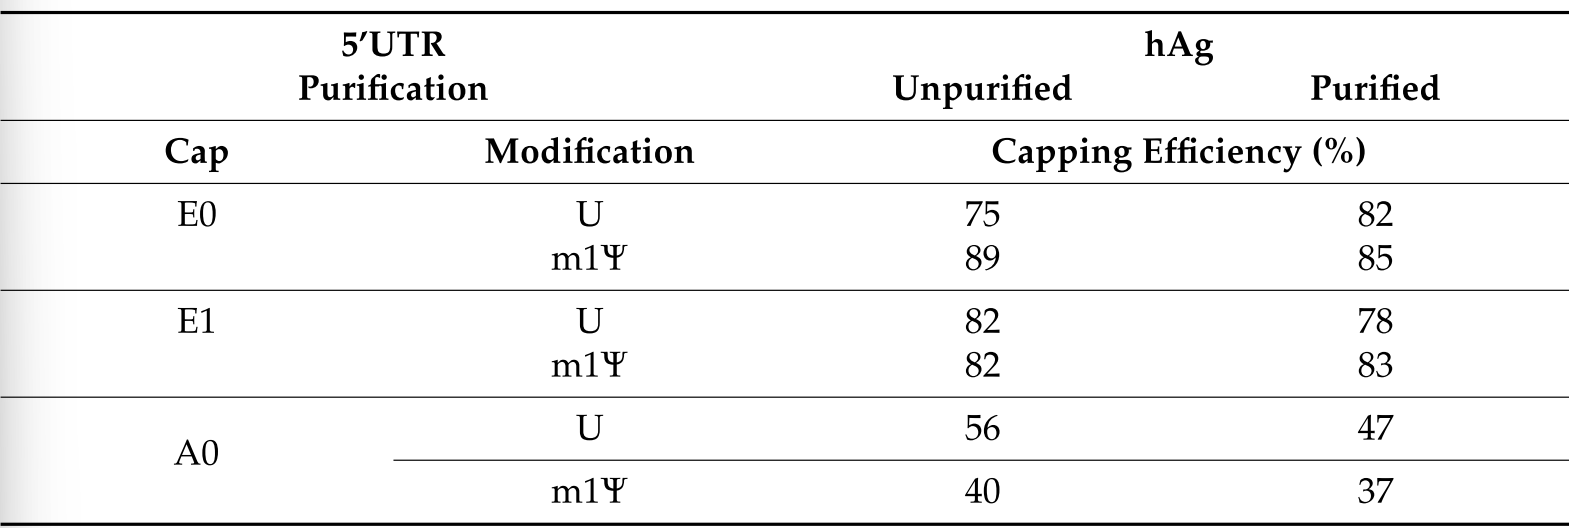 5′UTR hAg
Purification Unpurified Purified
Cap Modification Capping Efficiency (%)
E0 U 75 82
m1Ψ 89 85
E1 U 82 78
m1Ψ 82 83
A0 U 56 47
m1Ψ 40 37